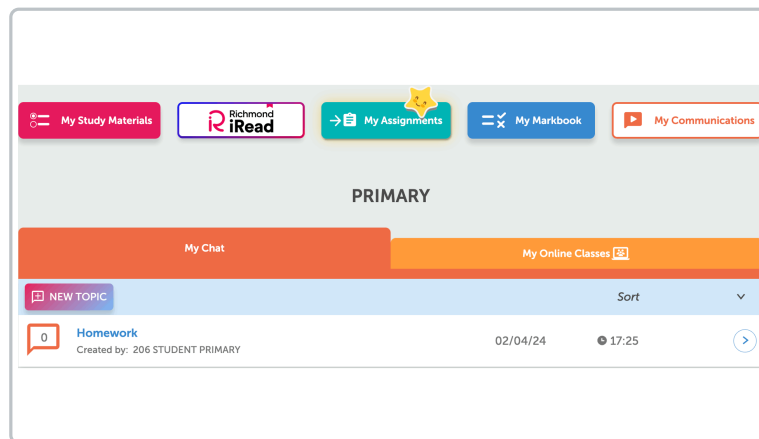 My Study Materials
Richmond
iRead
My Assignments
My Markbook
My Communications
PRIMARY
My Chat
My Online Classes
NEW TOPIC
Sort
0
Homework
Created by: 206 STUDENT PRIMARY
02/04/24
17:25